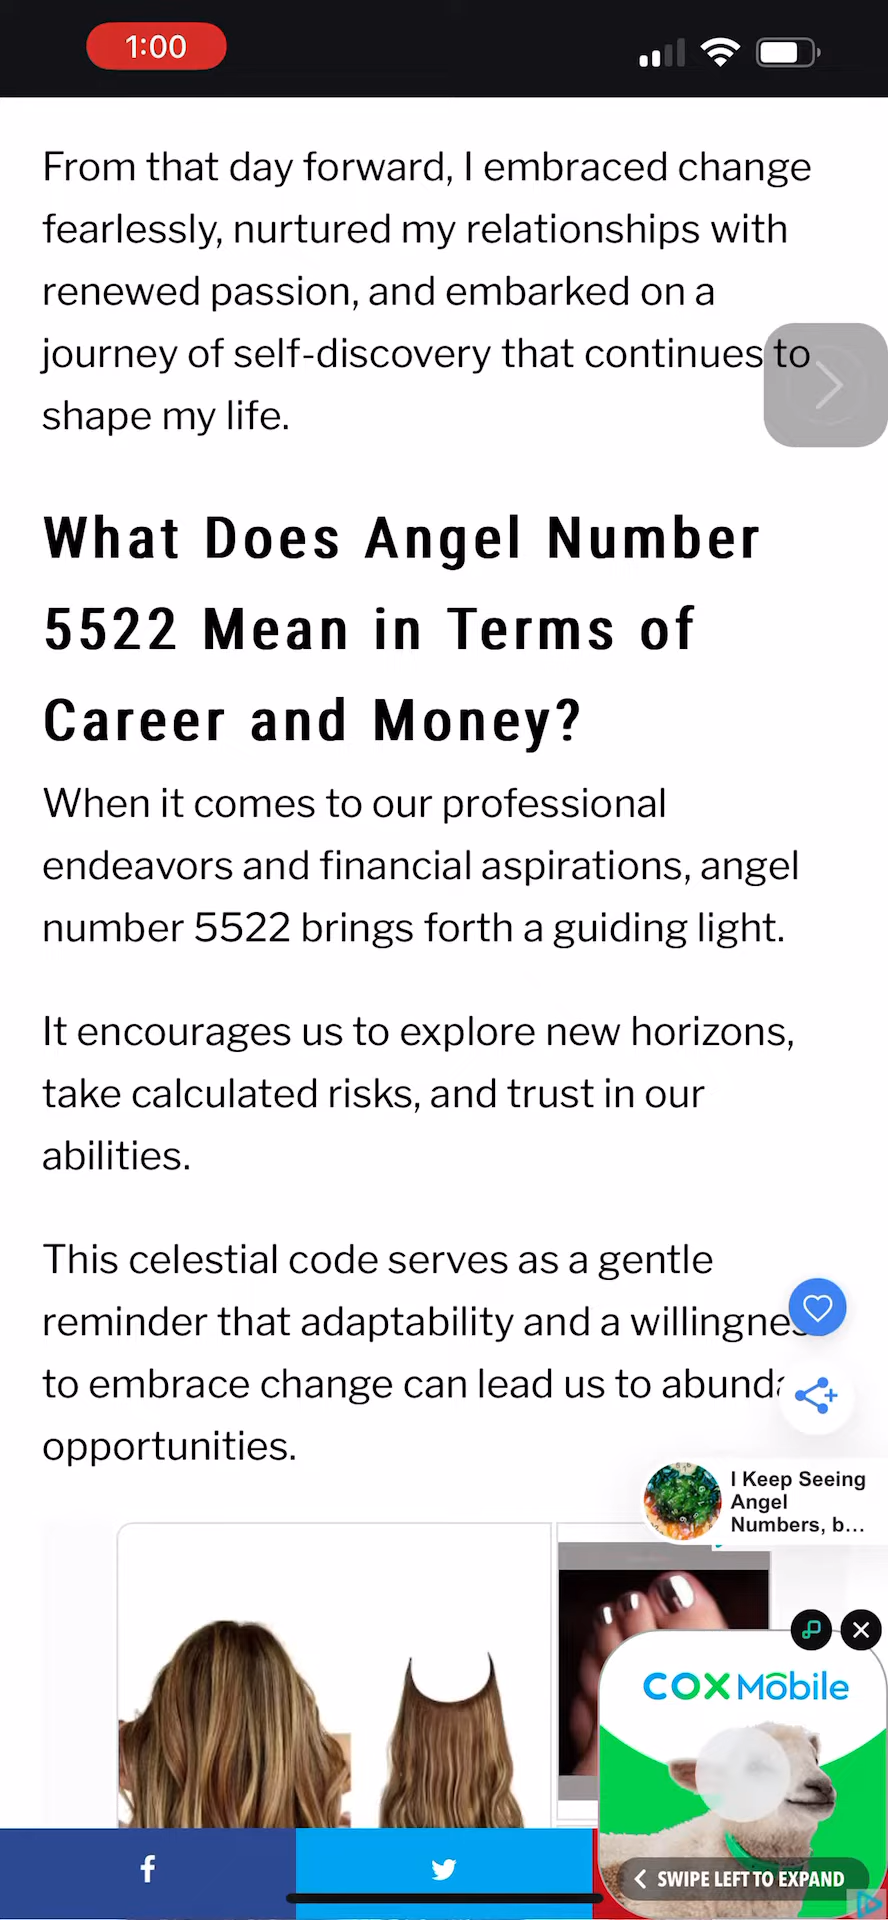 1:00
From that day forward, I embraced change
fearlessly, nurtured my relationships with
renewed passion, and embarked on a
journey of self-discovery that continues to
shape my life.
What Does Angel Number
5522 Mean in Terms of
Career and Money?
When it comes to our professional
endeavors and financial aspirations, angel
number 5522 brings forth a guiding light.
It encourages us to explore new horizons,
take calculated risks, and trust in our
abilities.
This celestial code serves as a gentle
reminder that adaptability and a willingnes
to embrace change can lead us to abunda
opportunities.
I Keep Seeing
Angel
Numbers, b...
COX Mobile
SWIPE LEFT TO EXPAND